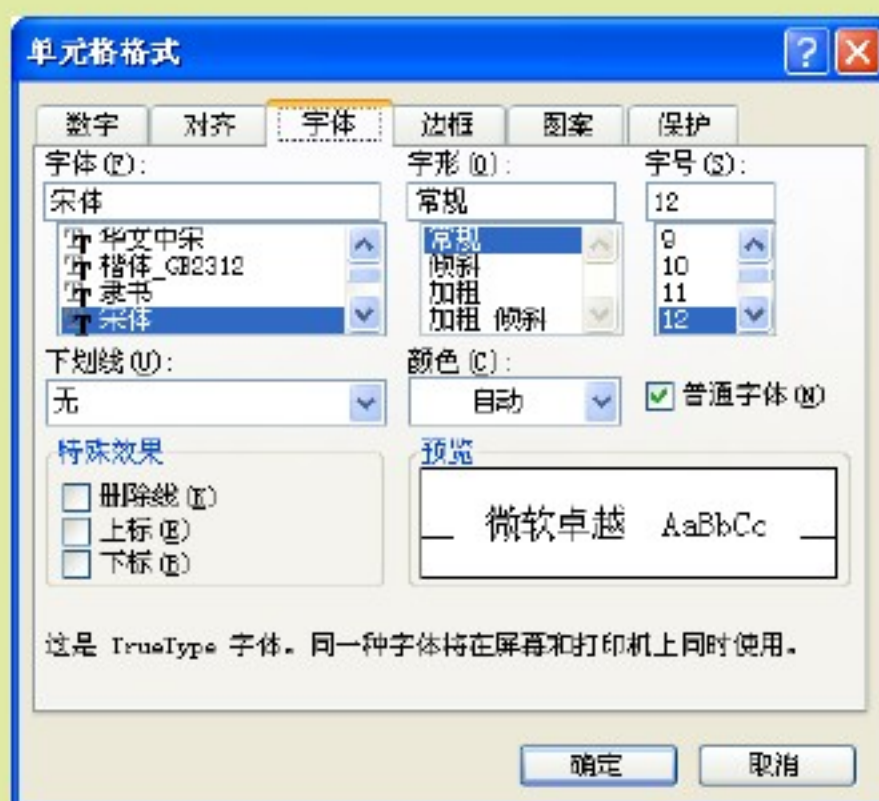 单元格格式
数字 对齐 字体 边框 图案 保护
字体(F): 字形(O): 字号(S):
宋体 常规 12
华文中宋 常规 9
楷体_GB2312 倾斜 10
隶书 加粗 11
宋体 加粗 倾斜 12
下划线(U): 颜色(C):
无 自动 普通字体(N)
特殊效果 预览
删除线(K)
上标(E) 微软卓越 AaBbCc
下标(B)
这是 TrueType 字体。同一种字体将在屏幕和打印机上同时使用。
确定 取消